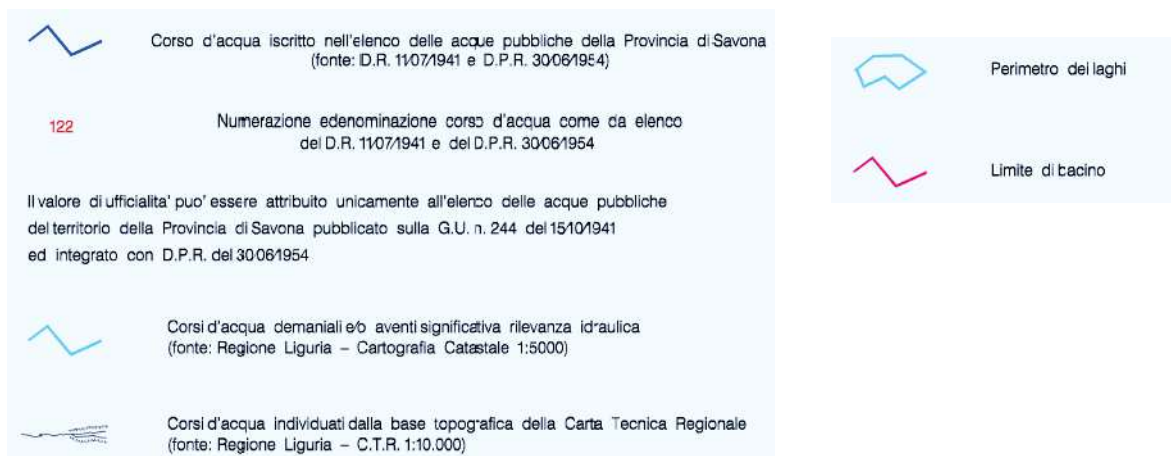 Corso d'acqua iscritto nell'elenco delle acque pubbliche della Provincia di Savona
(fonte: D.R. 11/07/1941 e D.P.R. 30/06/1954)
122
Numerazione e denominazione corso d'acqua come da elenco
del D.R. 11/07/1941 e del D.P.R. 30/06/1954
Il valore di ufficialita' puo' essere attribuito unicamente all'elenco delle acque pubbliche
del territorio della Provincia di Savona pubblicato sulla G.U. n. 244 del 15/10/1941
ed integrato con D.P.R. del 30/06/1954
Corsi d'acqua demaniali e/o aventi significativa rilevanza idraulica
(fonte: Regione Liguria – Cartografia Catastale 1:5000)
Corsi d'acqua individuati dalla base topografica della Carta Tecnica Regionale
(fonte: Regione Liguria – C.T.R. 1:10.000)
Perimetro dei laghi
Limite di bacino